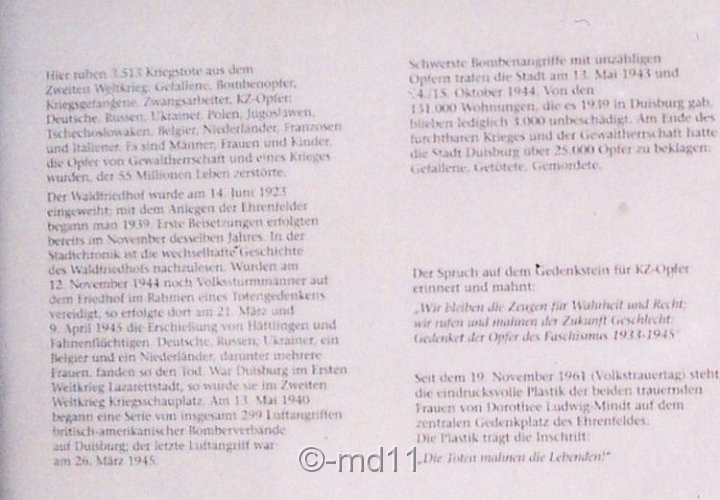 Hier ruhen 3.513 Kriegstote aus dem
Zweiten Weltkrieg: Gefallene, Bombenopfer,
Kriegsgefangene, Zwangsarbeiter, KZ-Opfer;
Deutsche, Russen, Ukrainer, Polen, Jugoslawen,
Tschechoslowaken, Belgier, Niederländer, Franzosen
und Italiener. Es sind Männer, Frauen und Kinder,
die Opfer von Gewaltherrschaft und eines Krieges
wurden, der 55 Millionen Leben zerstörte.
Der Waldfriedhof wurde am 14. Juni 1923
eingeweiht; mit dem Anlegen der Ehrenfelder
begann man 1939. Erste Beisetzungen erfolgten
bereits im November desselben Jahres. In der
Stadtchronik ist die wechselhafte Geschichte
des Waldfriedhofs nachzulesen. Wurden am
12. November 1944 noch Volkssturmmänner auf
dem Friedhof im Rahmen eines Totengedenkens
vereidigt, so erfolgte dort am 21. März und
9. April 1945 die Erschießung von Häftlingen und
Fahnenflüchtigen. Deutsche, Russen, Ukrainer, ein
Belgier und ein Niederländer, darunter mehrere
Frauen, fanden so den Tod. War Duisburg im Ersten
Weltkrieg Lazarettstadt, so wurde sie im Zweiten
Weltkrieg Kriegsschauplatz. Am 13. Mai 1940
begann eine Serie von insgesamt 299 Luftangriffen
britisch-amerikanischer Bomberverbände
auf Duisburg; der letzte Luftangriff war
am 26. März 1945.
Schwerste Bombenangriffe mit unzähligen
Opfern trafen die Stadt am 13. Mai 1943 und
14./15. Oktober 1944. Von den
131.000 Wohnungen, die es 1939 in Duisburg gab,
blieben lediglich 3.000 unbeschädigt. Am Ende des
furchtbaren Krieges und der Gewaltherrschaft hatte
die Stadt Duisburg über 25.000 Opfer zu beklagen:
Gefallene, Getötete, Gemordete.
Der Spruch auf dem Gedenkstein für KZ-Opfer
erinnert und mahnt:
„Wir bleiben die Zeugen für Wahrheit und Recht;
wir rufen und mahnen der Zukunft Geschlecht:
Gedenket der Opfer des Faschismus 1933-1945"
Seit dem 19. November 1961 (Volkstrauertag) steht
die eindrucksvolle Plastik der beiden trauernden
Frauen von Dorothee Ludwig-Mindt auf dem
zentralen Gedenkplatz des Ehrenfeldes.
Die Plastik trägt die Inschrift:
„Die Toten mahnen die Lebenden!"
©-md11